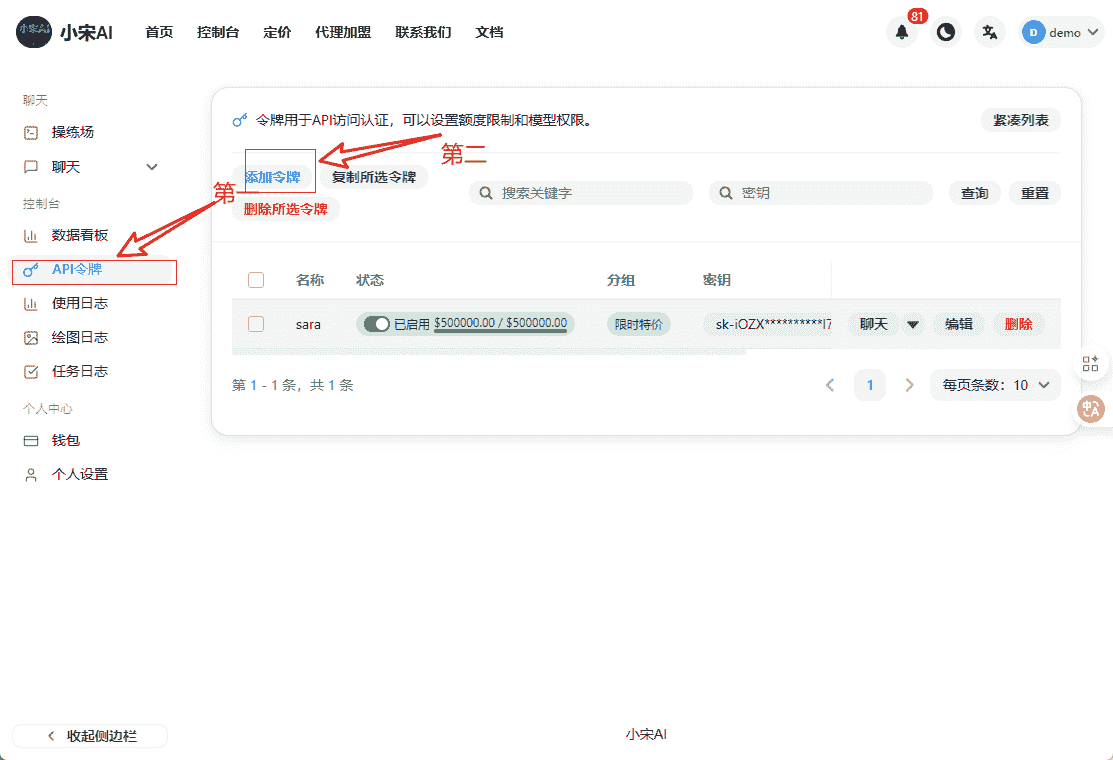 小宋AI
小宋AI 首页 控制台 定价 代理加盟 联系我们 文档 81 D demo
聊天
操练场
聊天
控制台
数据看板
API令牌
使用日志
绘图日志
任务日志
个人中心
钱包
个人设置
收起侧边栏
第一
第二
令牌用于API访问认证，可以设置额度限制和模型权限。 紧凑列表
添加令牌 复制所选令牌
删除所选令牌
搜索关键字 密钥 查询 重置
名称 状态 分组 密钥
sara 已启用 $500000.00 / $500000.00 限时特价 sk-iOZX**********I7 聊天 编辑 删除
第 1 - 1 条，共 1 条 1 每页条数：10
小宋AI